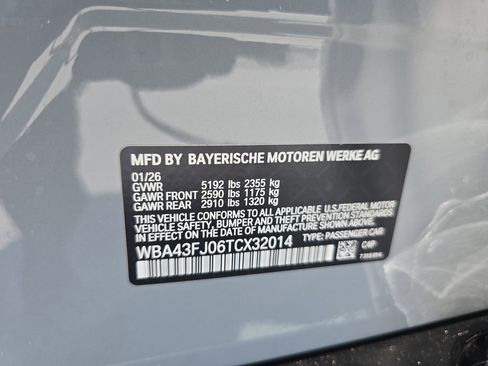 MFD BY BAYERISCHE MOTOREN WERKE AG
01/26
GVWR 5192 lbs 2355 kg
GAWR FRONT 2590 lbs 1175 kg
GAWR REAR 2910 lbs 1320 kg
THIS VEHICLE CONFORMS TO ALL APPLICABLE U.S.FEDERAL MOTOR
VEHICLE SAFETY, BUMPER AND THEFT PREVENTION STANDARDS IN
EFFECT ON THE DATE OF MANUFACTURE SHOWN ABOVE.
WBA43FJ06TCX32014 TYPE: PASSENGER CAR
C4P